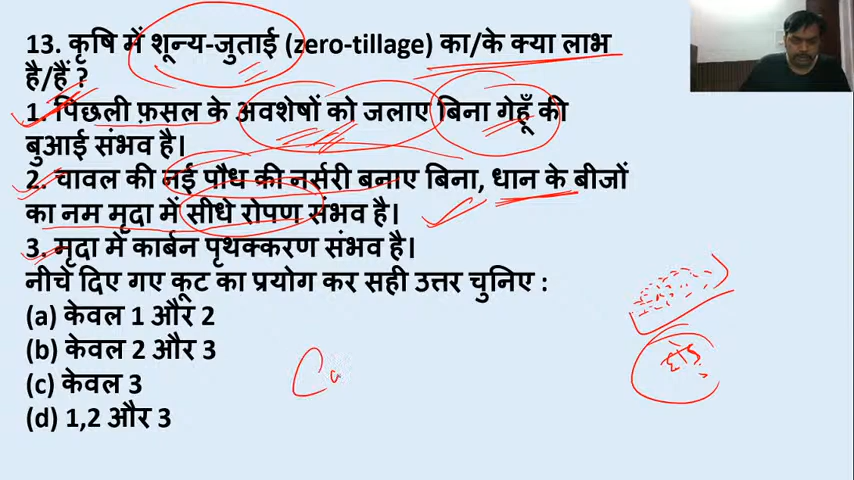 13. कृषि में शून्य-जुताई (zero-tillage) का/के क्या लाभ
है/हैं ?
1. पिछली फ़सल के अवशेषों को जलाए बिना गेहूँ की
बुआई संभव है।
2. चावल की नई पौध की नर्सरी बनाए बिना, धान के बीजों
का नम मृदा में सीधे रोपण संभव है।
3. मृदा में कार्बन पृथक्करण संभव है।
नीचे दिए गए कूट का प्रयोग कर सही उत्तर चुनिए :
(a) केवल 1 और 2
(b) केवल 2 और 3
(c) केवल 3
(d) 1,2 और 3